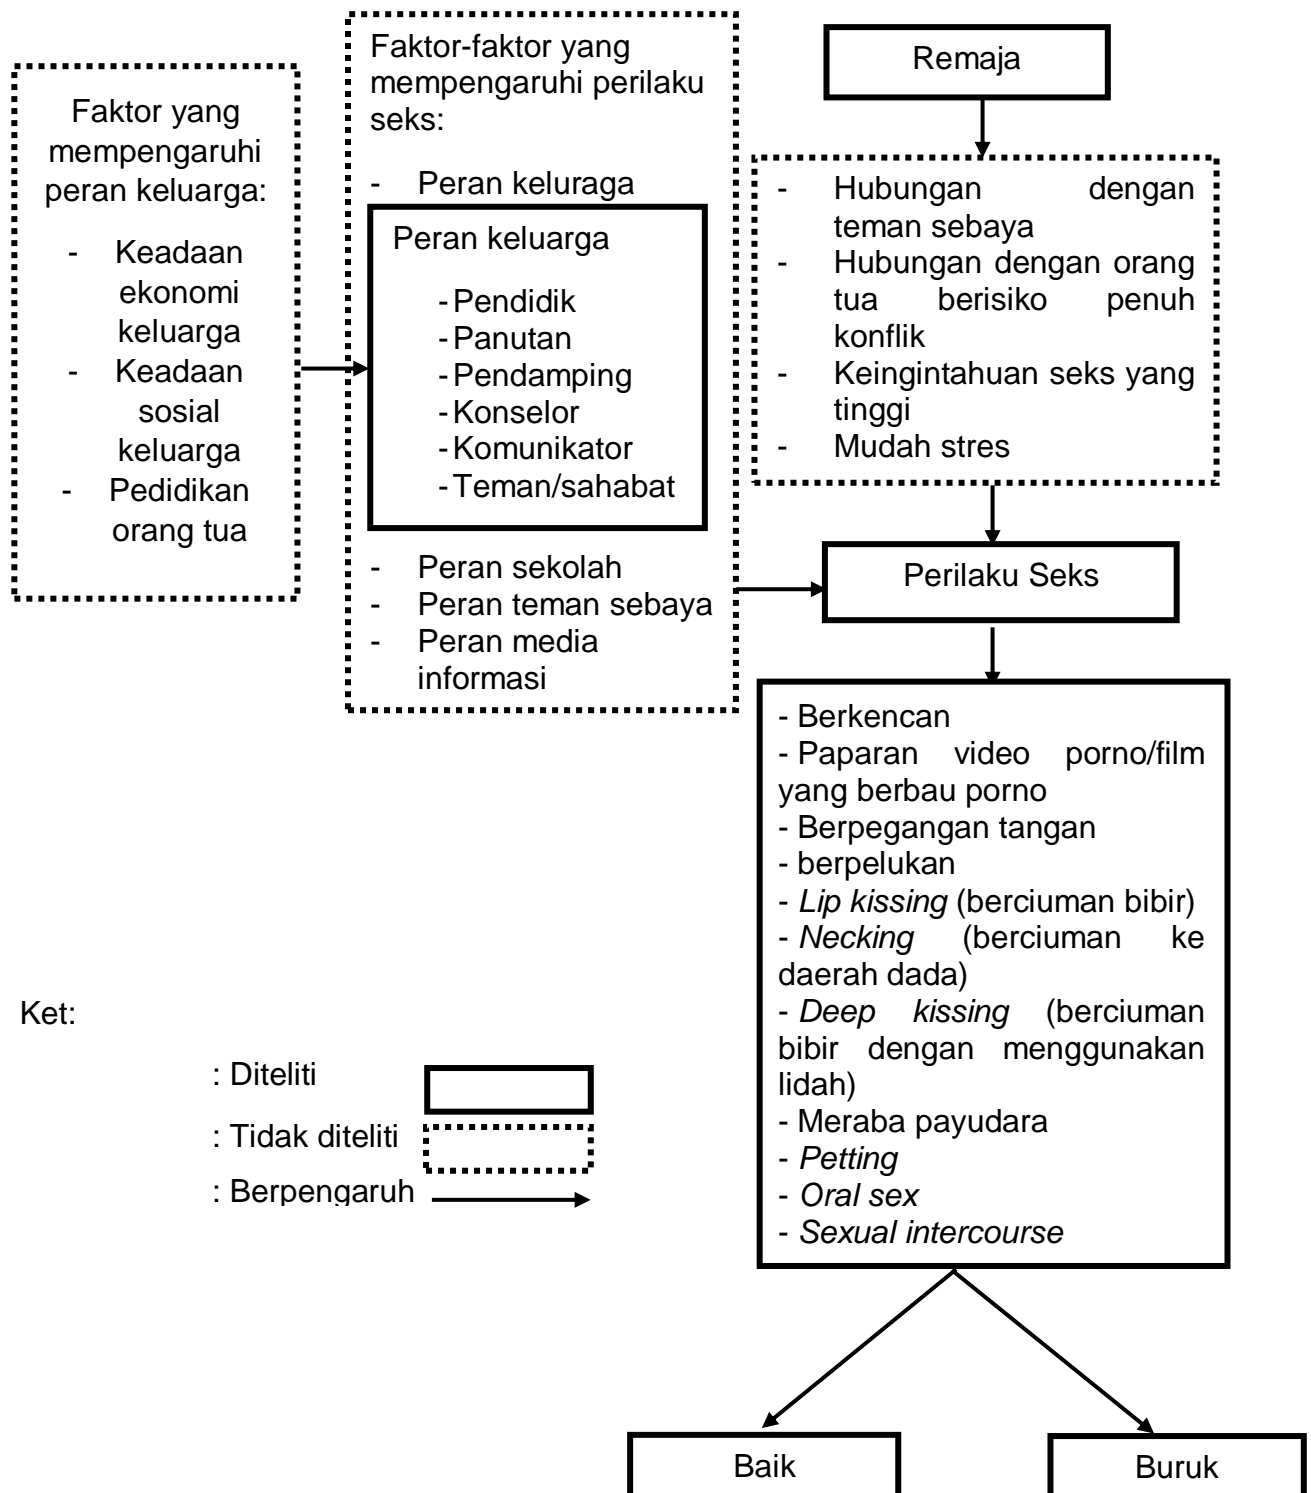 Faktor yang
mempengaruhi
peran keluarga:
- Keadaan
ekonomi
keluarga
- Keadaan
sosial
keluarga
- Pedidikan
orang tua
Faktor-faktor yang
mempengaruhi perilaku
seks:
- Peran keluraga
Peran keluarga
- Pendidik
- Panutan
- Pendamping
- Konselor
- Komunikator
- Teman/sahabat
- Peran sekolah
- Peran teman sebaya
- Peran media
informasi
Remaja
- Hubungan dengan
teman sebaya
- Hubungan dengan orang
tua berisiko penuh
konflik
- Keingintahuan seks yang
tinggi
- Mudah stres
Perilaku Seks
- Berkencan
- Paparan video porno/film
yang berbau porno
- Berpegangan tangan
- berpelukan
- Lip kissing (berciuman bibir)
- Necking (berciuman ke
daerah dada)
- Deep kissing (berciuman
bibir dengan menggunakan
lidah)
- Meraba payudara
- Petting
- Oral sex
- Sexual intercourse
Baik
Buruk
Ket:
: Diteliti
: Tidak diteliti
: Berpengaruh